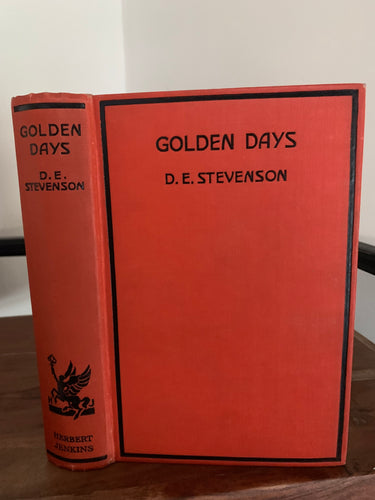 GOLDEN
DAYS
D. E.
STEVENSON
HERBERT
JENKINS
GOLDEN DAYS
D. E. STEVENSON